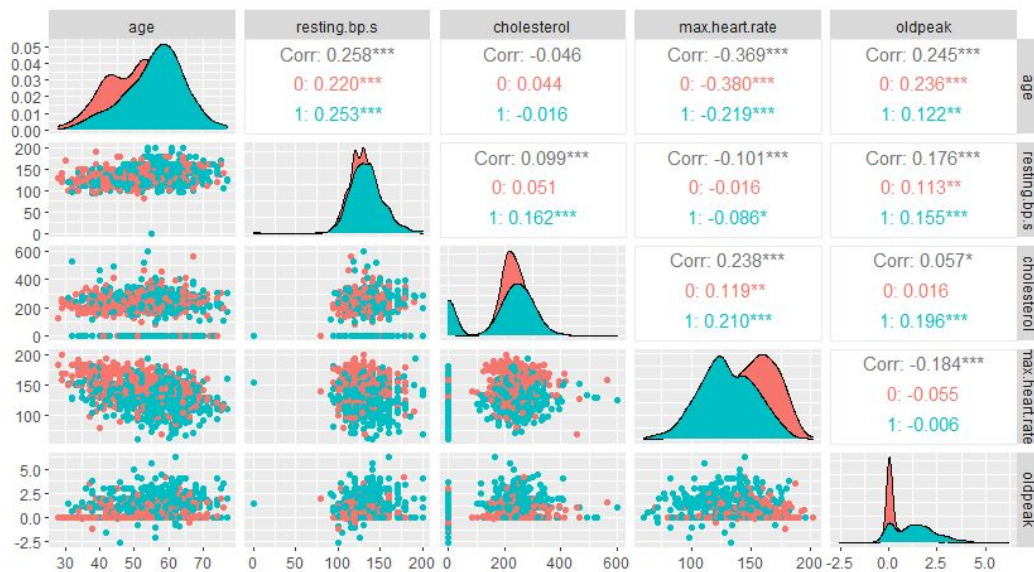 age resting.bp.s cholesterol max.heart.rate oldpeak
0.05
0.04
0.03
0.02
0.01
0.00
Corr: 0.258***
0: 0.220***
1: 0.253***
Corr: -0.046
0: 0.044
1: -0.016
Corr: -0.369***
0: -0.380***
1: -0.219***
Corr: 0.245***
0: 0.236***
1: 0.122**
age
200
150
100
50
0
Corr: 0.099***
0: 0.051
1: 0.162***
Corr: -0.101***
0: -0.016
1: -0.086*
Corr: 0.176***
0: 0.113**
1: 0.155***
resting.bp.s
600
400
200
0
Corr: 0.238***
0: 0.119**
1: 0.210***
Corr: 0.057*
0: 0.016
1: 0.196***
cholesterol
200
150
100
Corr: -0.184***
0: -0.055
1: -0.006
max.heart.rate
5.0
2.5
0.0
-2.5
oldpeak
30 40 50 60 70 0 50 100 150 200 0 200 400 600 100 150 200 -2.5 0.0 2.5 5.0